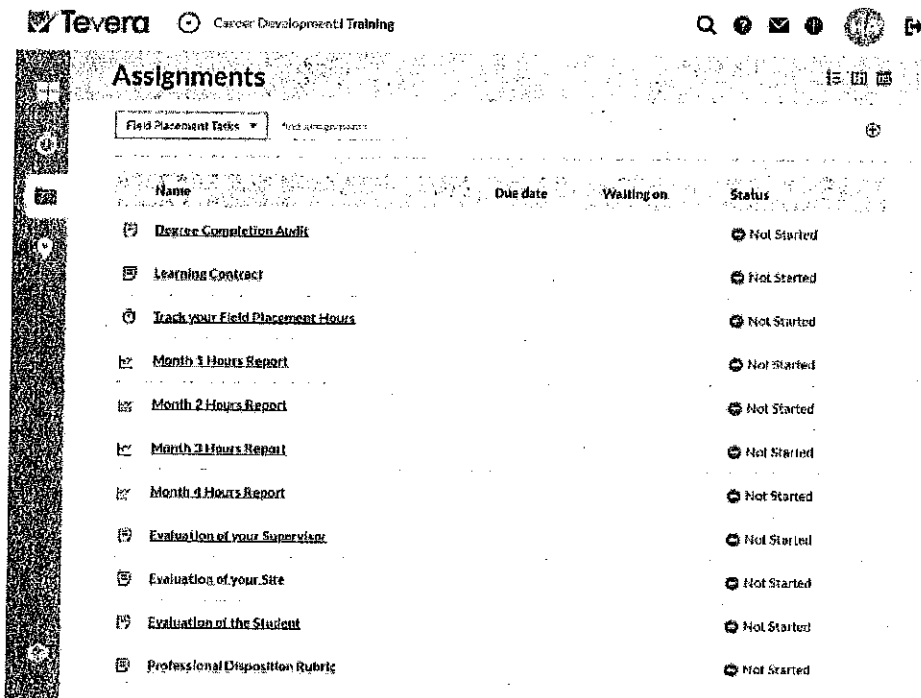 Tevera Career Development | Training
Assignments
Field Placement Tasks find assignments
Name Due date Waiting on Status
Degree Completion Audit Not Started
Learning Contract Not Started
Track your Field Placement Hours Not Started
Month 1 Hours Report Not Started
Month 2 Hours Report Not Started
Month 3 Hours Report Not Started
Month 4 Hours Report Not Started
Evaluation of your Supervisor Not Started
Evaluation of your Site Not Started
Evaluation of the Student Not Started
Professional Disposition Rubric Not Started